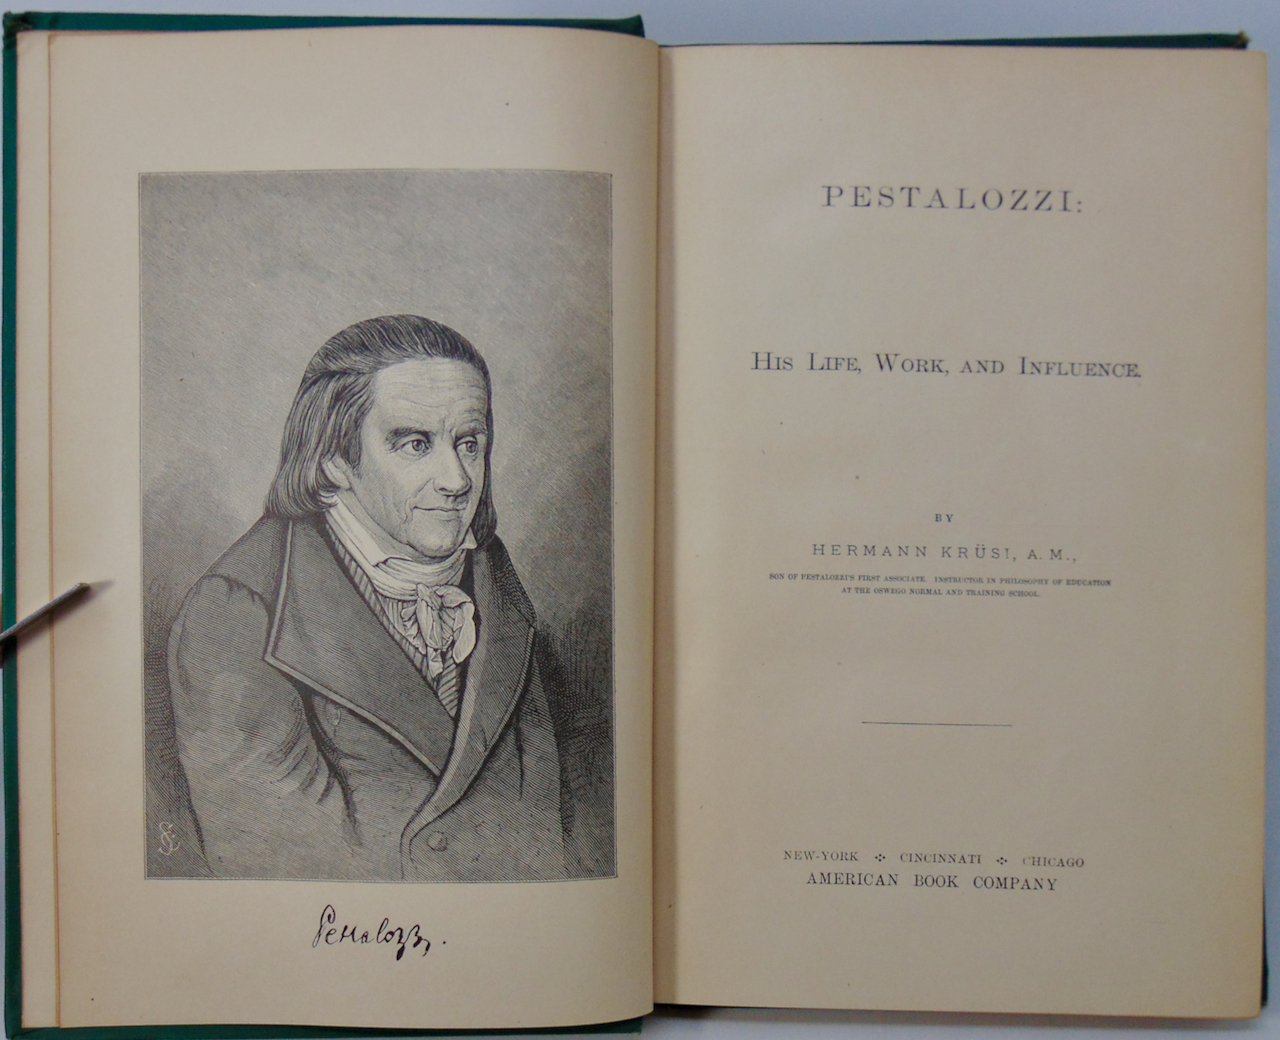 Pestalozzi.
PESTALOZZI:
HIS LIFE, WORK, AND INFLUENCE.
BY
HERMANN KRÜSI, A. M.,
SON OF PESTALOZZI'S FIRST ASSOCIATE. INSTRUCTOR IN PHILOSOPHY OF EDUCATION
AT THE OSWEGO NORMAL AND TRAINING SCHOOL.
NEW-YORK ⁘ CINCINNATI ⁘ CHICAGO
AMERICAN BOOK COMPANY